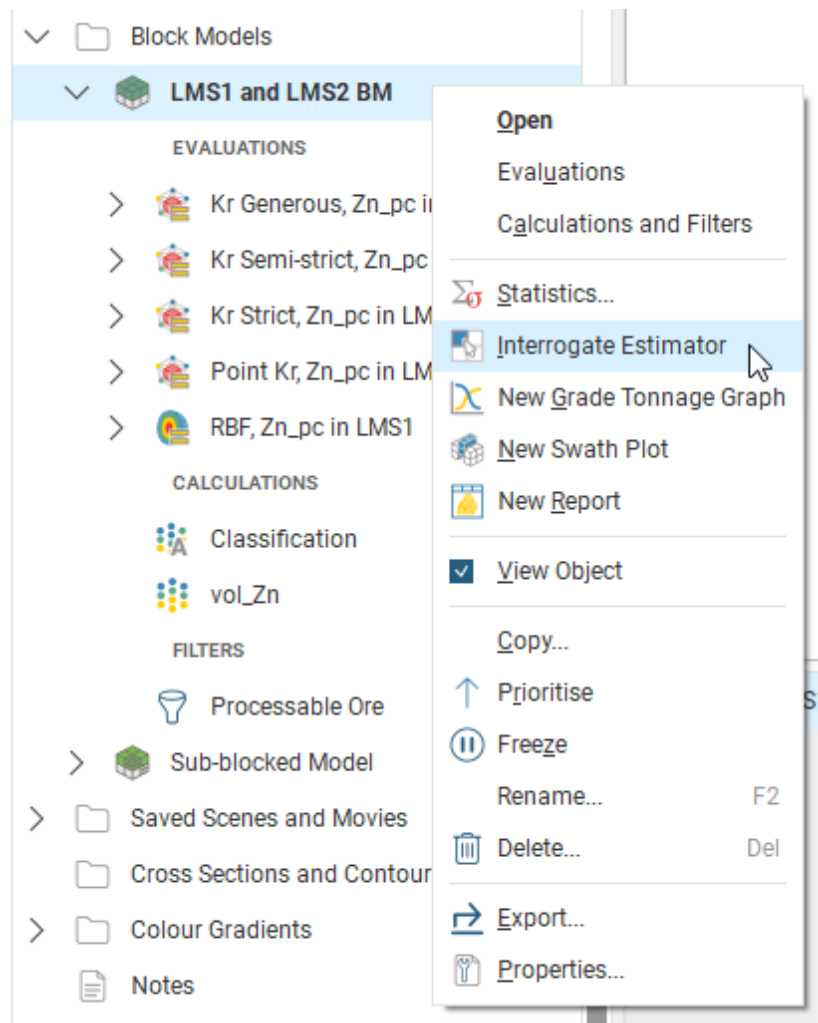 Block Models
LMS1 and LMS2 BM
EVALUATIONS
Kr Generous, Zn_pc in
Kr Semi-strict, Zn_pc
Kr Strict, Zn_pc in LM
Point Kr, Zn_pc in LM
RBF, Zn_pc in LMS1
CALCULATIONS
Classification
vol_Zn
FILTERS
Processable Ore
Sub-blocked Model
Saved Scenes and Movies
Cross Sections and Contour
Colour Gradients
Notes
Open
Evaluations
Calculations and Filters
Statistics...
Interrogate Estimator
New Grade Tonnage Graph
New Swath Plot
New Report
View Object
Copy...
Prioritise
Freeze
Rename... F2
Delete... Del
Export...
Properties...
S